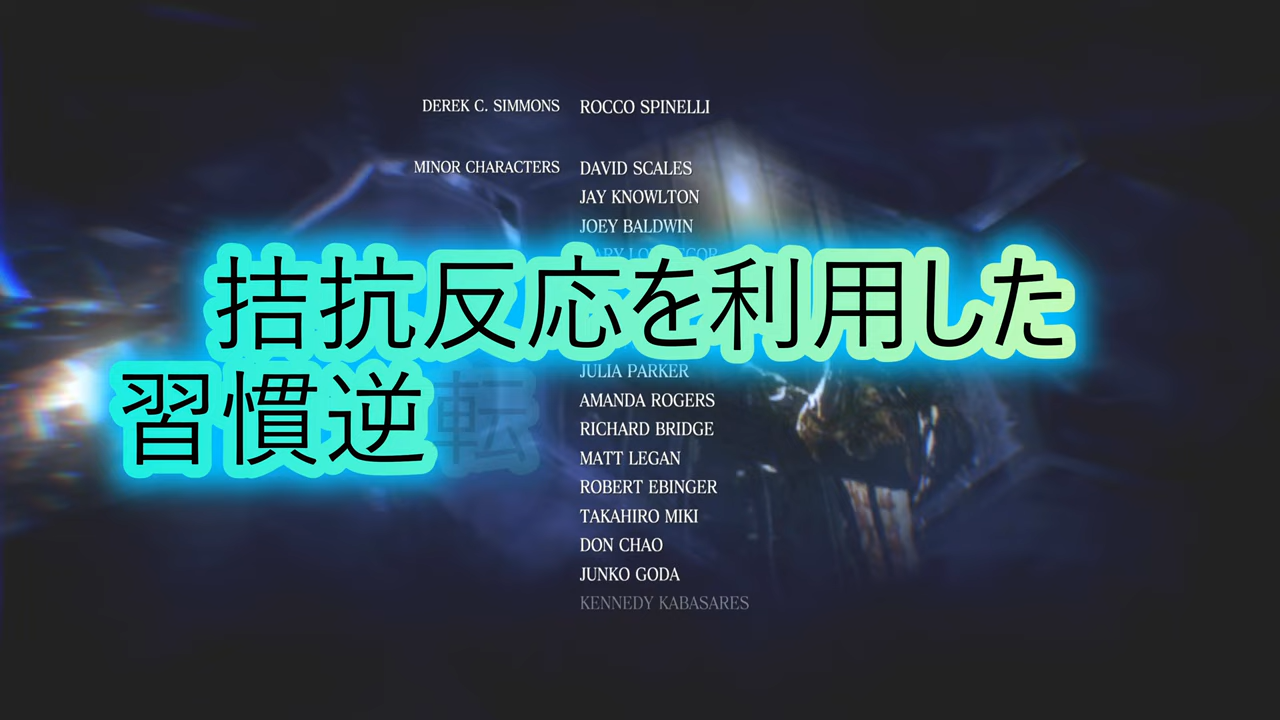 DEREK C. SIMMONS ROCCO SPINELLI
MINOR CHARACTERS DAVID SCALES
JAY KNOWLTON
JOEY BALDWIN
拮抗反応を利用した
習慣逆転
JULIA PARKER
AMANDA ROGERS
RICHARD BRIDGE
MATT LEGAN
ROBERT EBINGER
TAKAHIRO MIKI
DON CHAO
JUNKO GODA
KENNEDY KABASARES